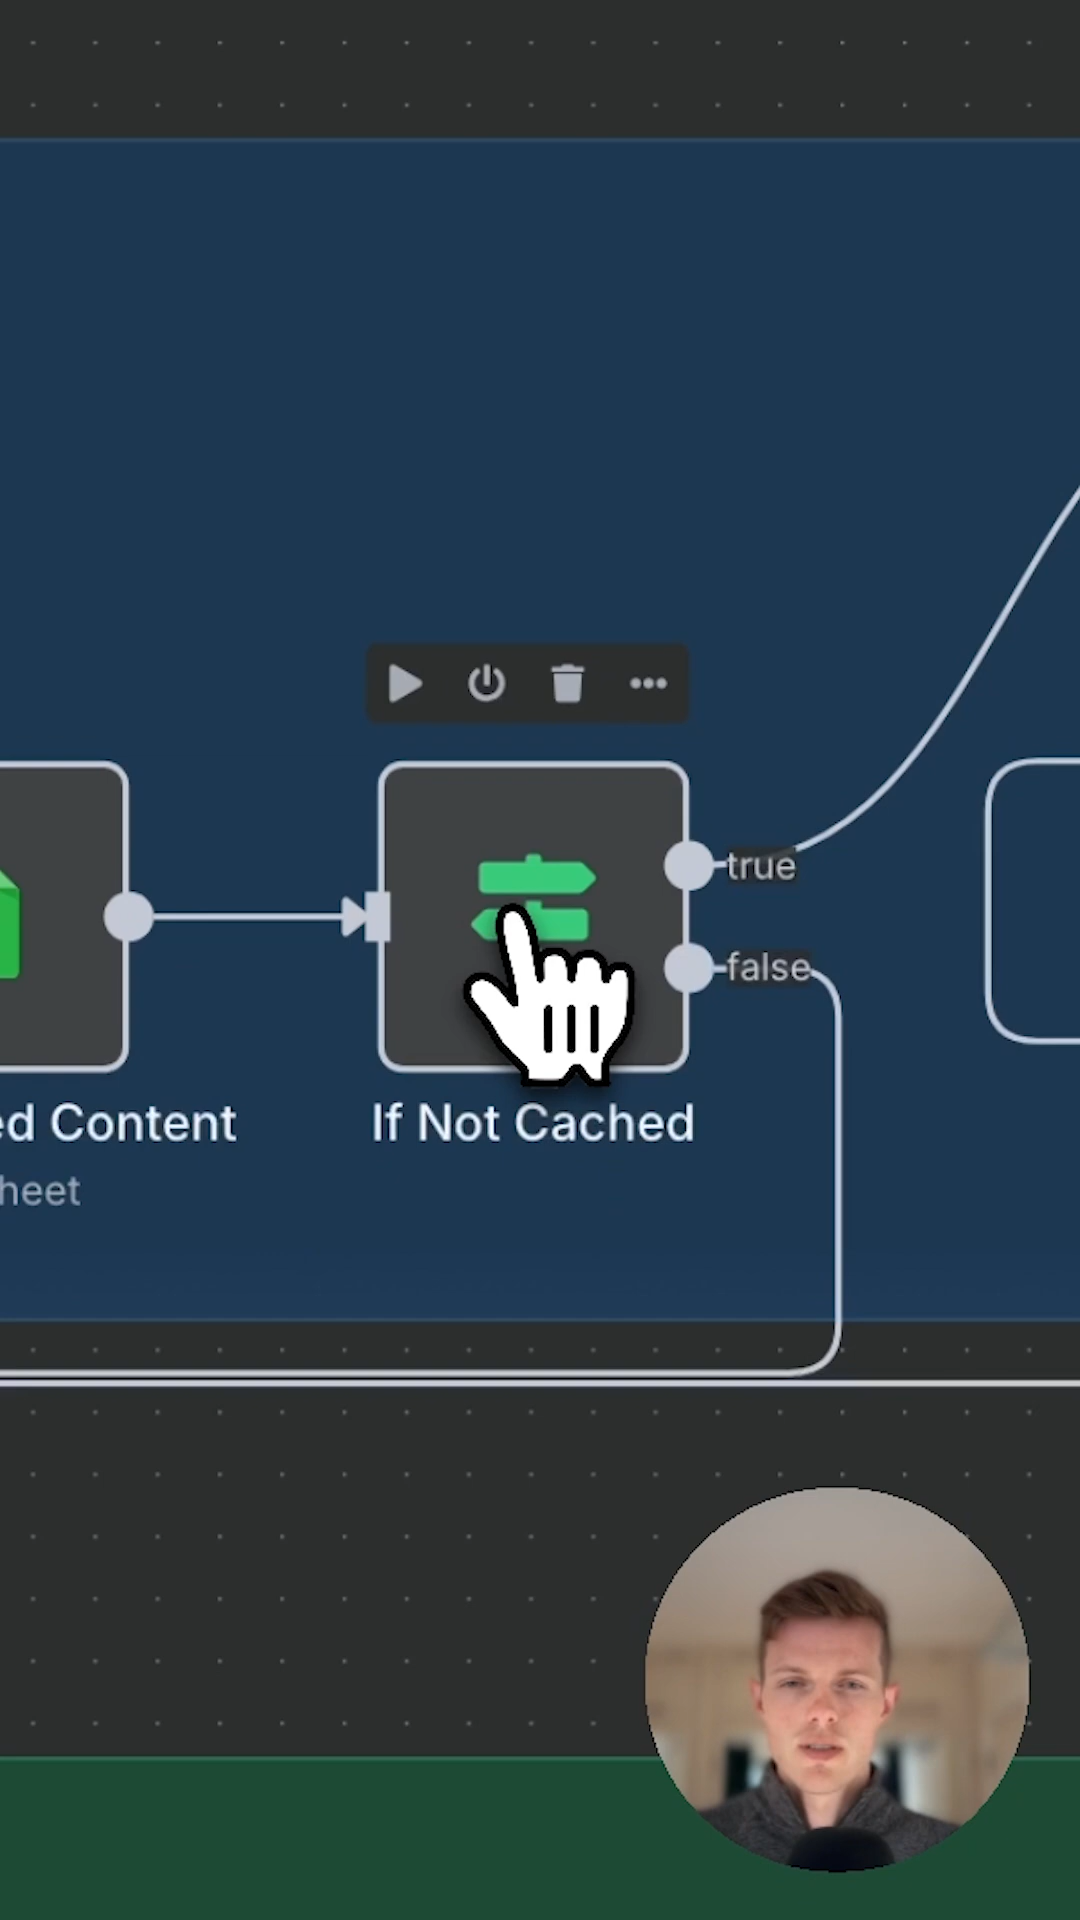 true
false
ed Content
If Not Cached
heet